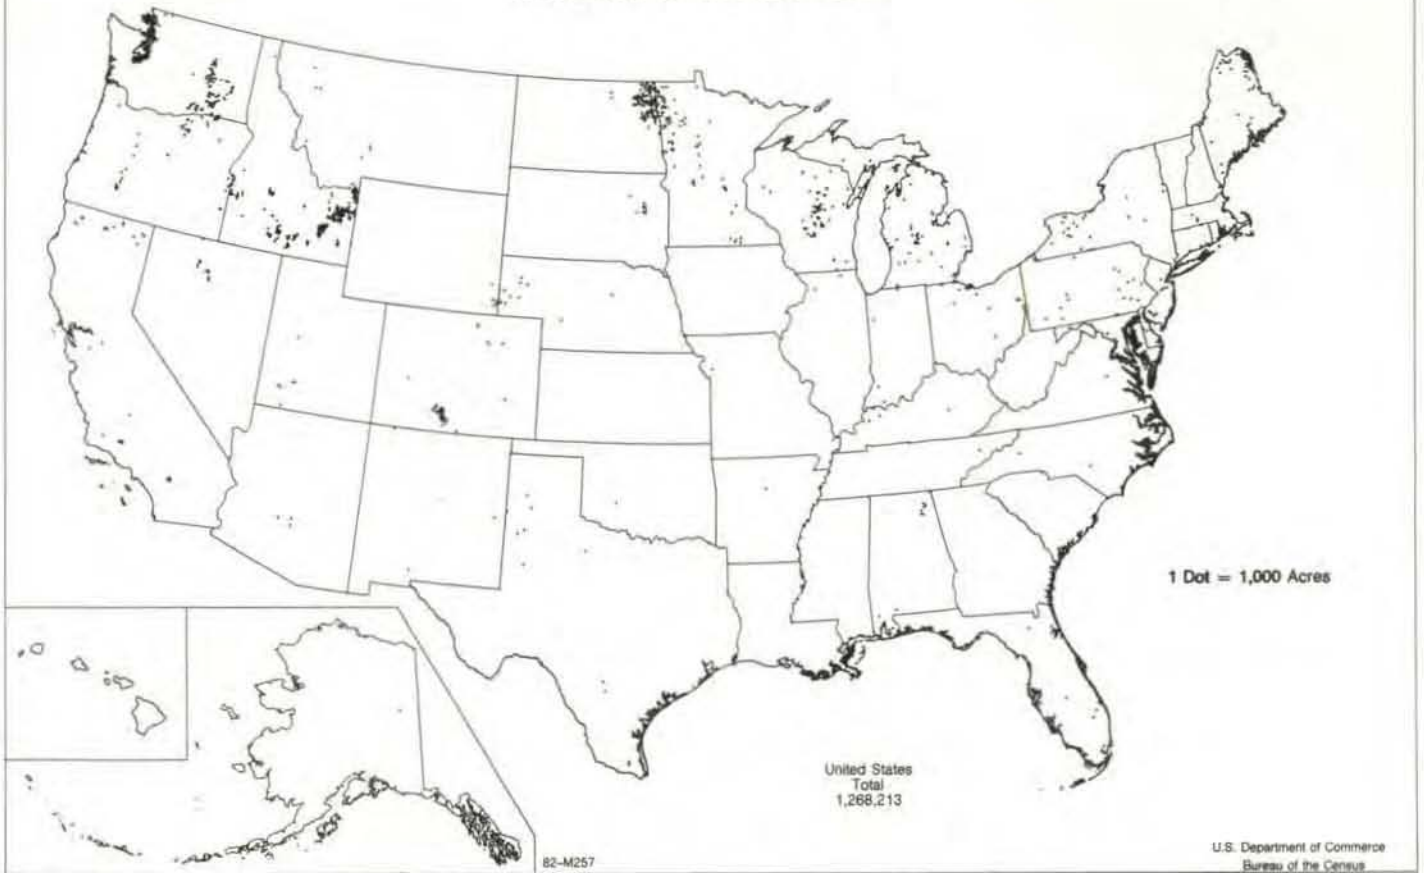 1 Dot = 1,000 Acres
United States
Total
1,268,213
82-M257
U.S. Department of Commerce
Bureau of the Census